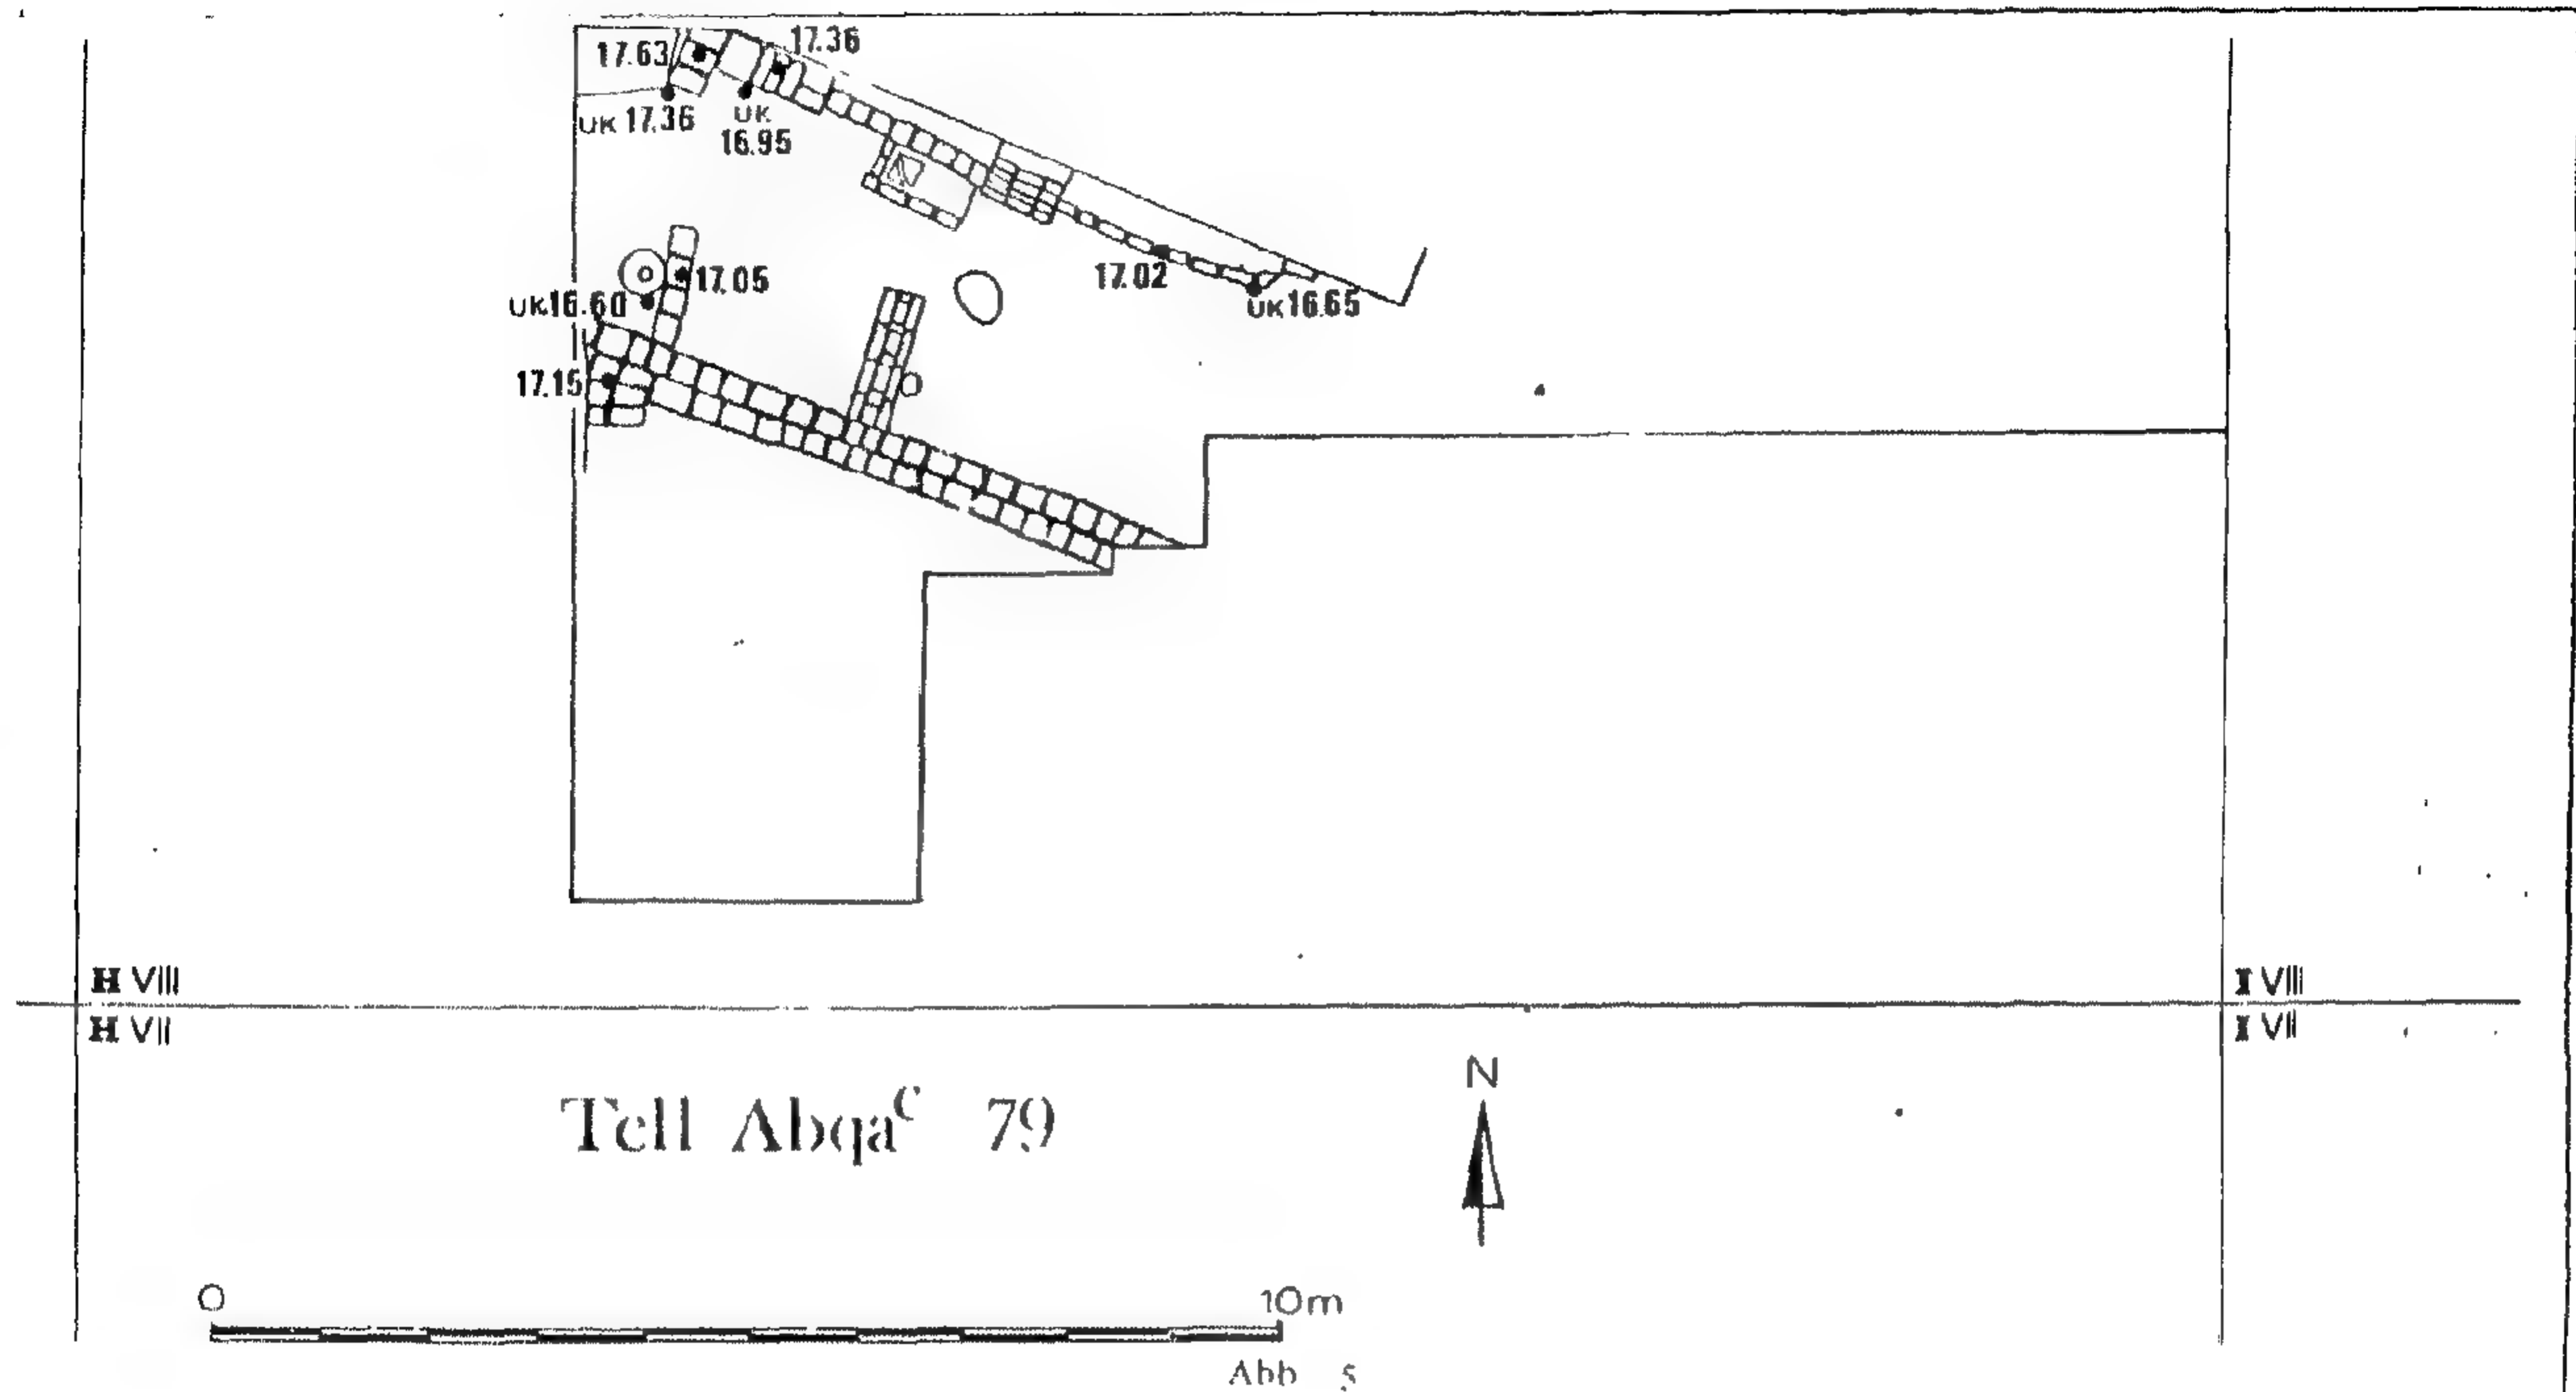 17.63
17.36
UK 17.36
UK
16.95
17.05
UK16.60
17.02
UK16.65
17.15
H VIII
I VIII
H VII
I VII
N
Tell Abqaᶜ 79
0
10m
Abb 5